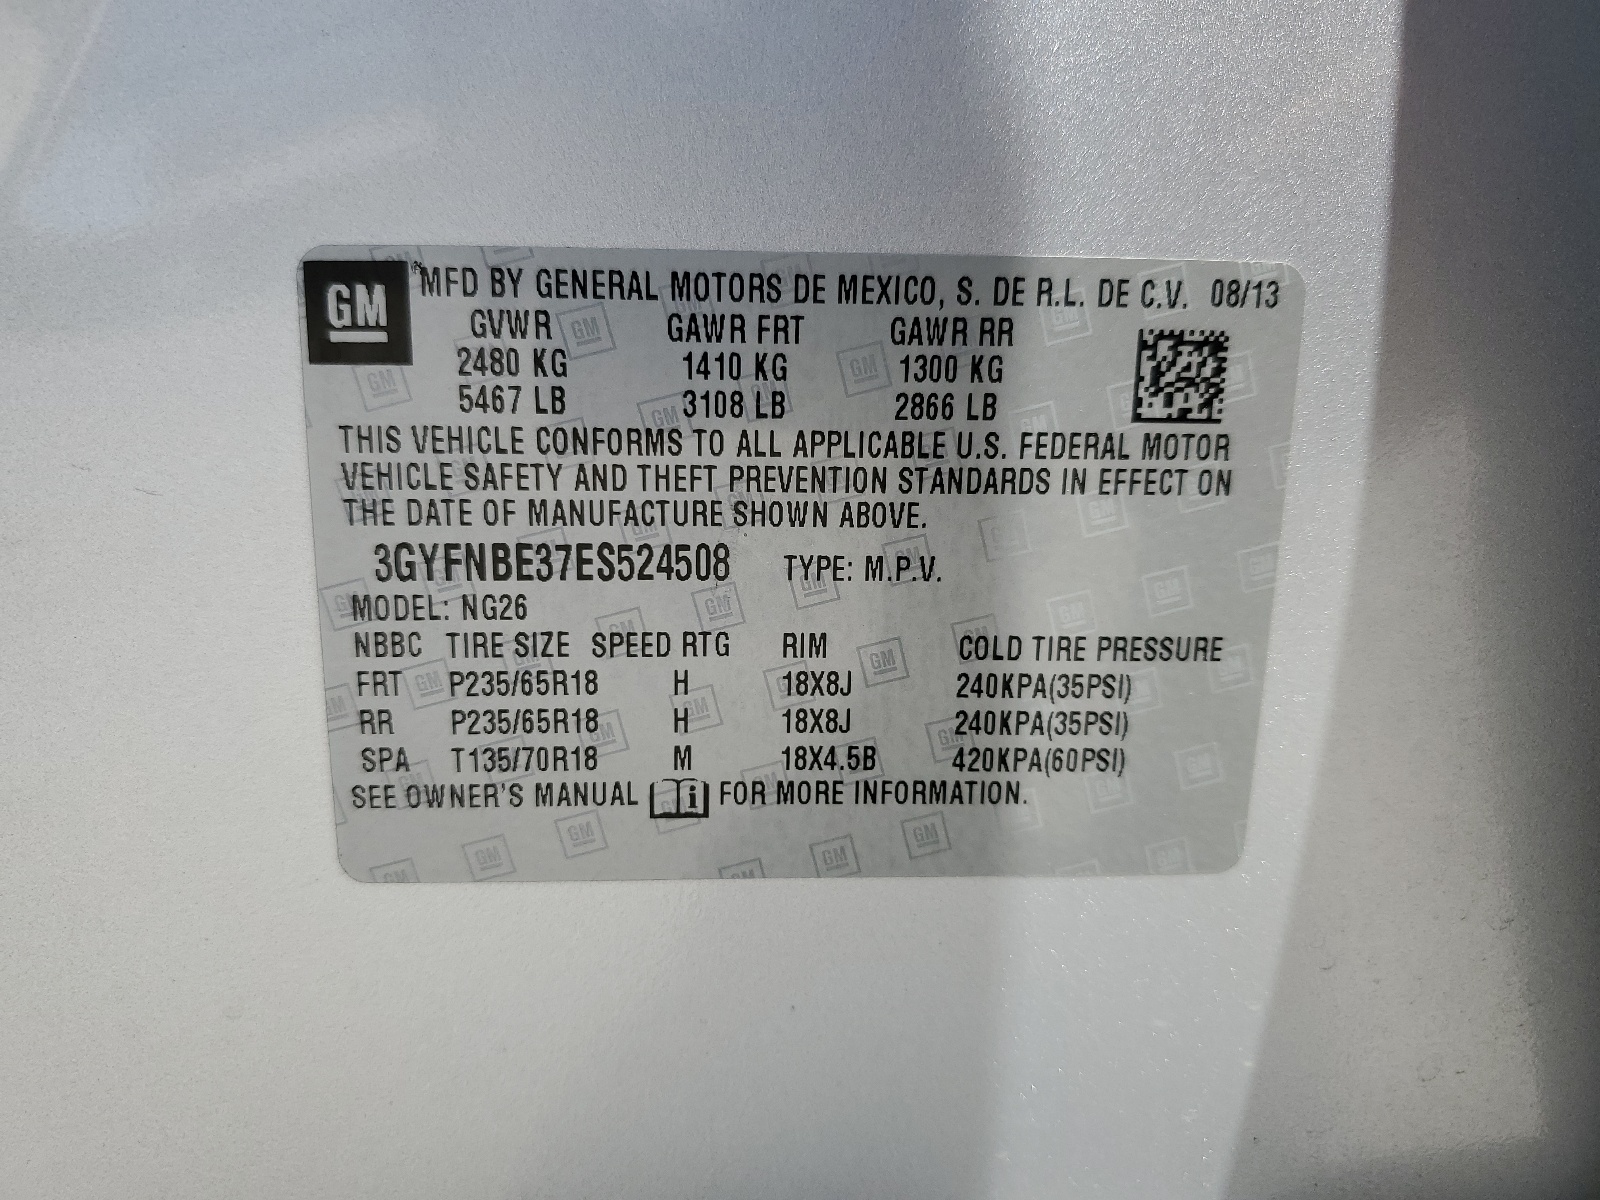 GM MFD BY GENERAL MOTORS DE MEXICO, S. DE R.L. DE C.V. 08/13
GVWR GAWR FRT GAWR RR
2480 KG 1410 KG 1300 KG
5467 LB 3108 LB 2866 LB
THIS VEHICLE CONFORMS TO ALL APPLICABLE U.S. FEDERAL MOTOR
VEHICLE SAFETY AND THEFT PREVENTION STANDARDS IN EFFECT ON
THE DATE OF MANUFACTURE SHOWN ABOVE.
3GYFNBE37ES524508 TYPE: M.P.V.
MODEL: NG26
NBBC TIRE SIZE SPEED RTG RIM COLD TIRE PRESSURE
FRT P235/65R18 H 18X8J 240KPA(35PSI)
RR P235/65R18 H 18X8J 240KPA(35PSI)
SPA T135/70R18 M 18X4.5B 420KPA(60PSI)
SEE OWNER'S MANUAL i FOR MORE INFORMATION.